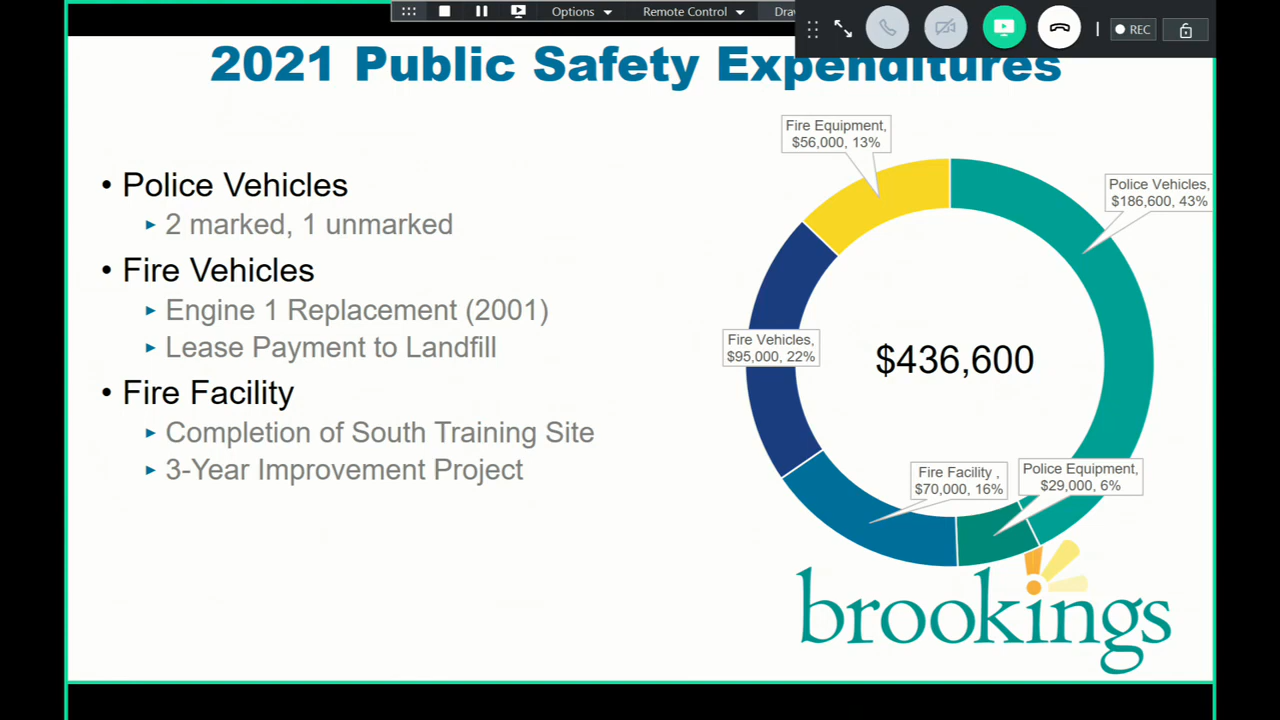 Options
Remote Control
REC
2021 Public Safety Expenditures
• Police Vehicles
2 marked, 1 unmarked
• Fire Vehicles
Engine 1 Replacement (2001)
Lease Payment to Landfill
• Fire Facility
Completion of South Training Site
3-Year Improvement Project
Fire Equipment,
$56,000, 13%
Police Vehicles,
$186,600, 43%
Fire Vehicles,
$95,000, 22%
$436,600
Fire Facility ,
$70,000, 16%
Police Equipment,
$29,000, 6%
brookings